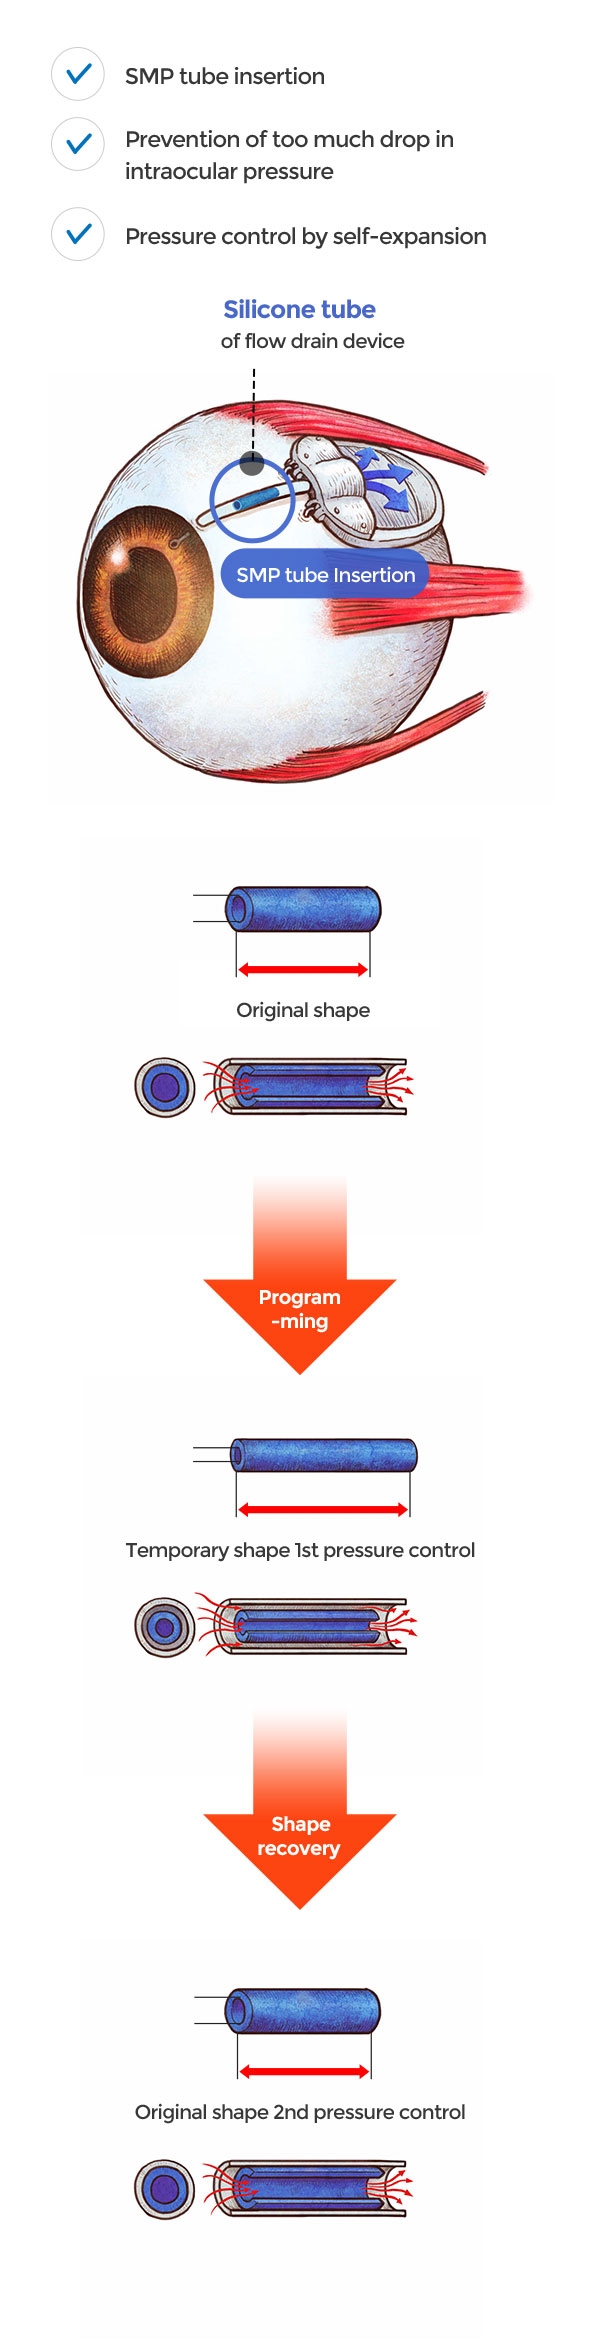 SMP tube insertion
Prevention of too much drop in
intraocular pressure
Pressure control by self-expansion
Silicone tube
of flow drain device
SMP tube Insertion
Original shape
Program
-ming
Temporary shape 1st pressure control
Shape
recovery
Original shape 2nd pressure control